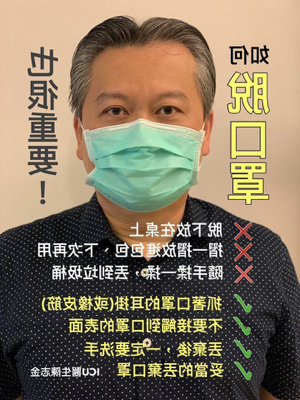 如何
脫口罩
也很重要！
脫下放在桌上
摺一摺放進包包、下次再用
隨手一揉一揉，丟到垃圾桶
抓著口罩的耳掛(或橡皮筋)
不要接觸到口罩的表面
丟棄後，一定要洗手
妥當的丟棄口罩
ICU醫生陳志金